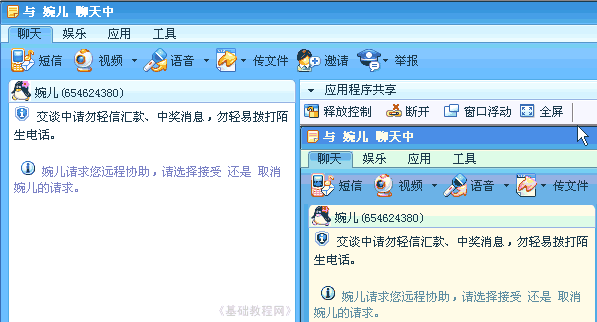 与 婉儿 聊天中
聊天 娱乐 应用 工具
短信 视频 语音 传文件 邀请 举报
婉儿(654624380)
交谈中请勿轻信汇款、中奖消息,勿轻易拨打陌
生电话。
婉儿请求您远程协助,请选择接受 还是 取消
婉儿的请求。
《基础教程网》
应用程序共享
释放控制 断开 窗口浮动 全屏
与 婉儿 聊天中
聊天 娱乐 应用 工具
短信 视频 语音 传文件
婉儿(654624380)
交谈中请勿轻信汇款、中奖消息,勿轻易拨打陌
生电话。
婉儿请求您远程协助,请选择接受 还是 取消
婉儿的请求。